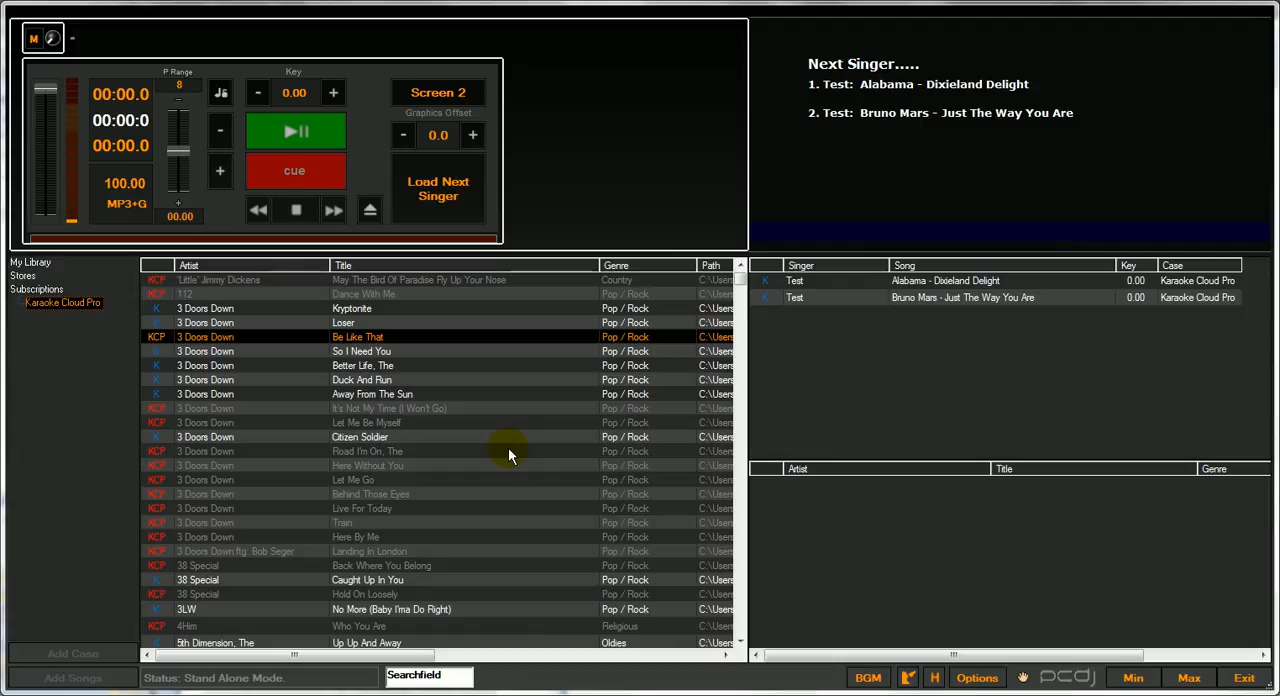 M -
P Range
8
-
+
00.00
00:00.0
00:00:0
00:00.0
100.00
MP3+G
-
+
Key
- 0.00 +
cue
Screen 2
Graphics Offset
- 0.0 +
Load Next
Singer
Next Singer.....
1. Test: Alabama - Dixieland Delight
2. Test: Bruno Mars - Just The Way You Are
My Library
Stores
Subscriptions
Karaoke Cloud Pro
Artist Title Genre Path
KCP 'Little' Jimmy Dickens May The Bird Of Paradise Fly Up Your Nose Country
KCP 112 Dance With Me Pop / Rock
K 3 Doors Down Kryptonite Pop / Rock C:\Users
K 3 Doors Down Loser Pop / Rock C:\Users
KCP 3 Doors Down Be Like That Pop / Rock C:\Users
K 3 Doors Down So I Need You Pop / Rock C:\Users
K 3 Doors Down Better Life, The Pop / Rock C:\Users
K 3 Doors Down Duck And Run Pop / Rock C:\Users
K 3 Doors Down Away From The Sun Pop / Rock C:\Users
KCP 3 Doors Down It's Not My Time (I Won't Go) Pop / Rock
KCP 3 Doors Down Let Me Be Myself Pop / Rock
K 3 Doors Down Citizen Soldier Pop / Rock C:\Users
KCP 3 Doors Down Road I'm On, The Pop / Rock
KCP 3 Doors Down Here Without You Pop / Rock
KCP 3 Doors Down Let Me Go Pop / Rock
KCP 3 Doors Down Behind Those Eyes Pop / Rock
KCP 3 Doors Down Live For Today Pop / Rock
KCP 3 Doors Down Train Pop / Rock
KCP 3 Doors Down Here By Me Pop / Rock
KCP 3 Doors Down ftg. Bob Seger Landing In London Pop / Rock
KCP 38 Special Back Where You Belong Pop / Rock
K 38 Special Caught Up In You Pop / Rock C:\Users
KCP 38 Special Hold On Loosely Pop / Rock
K 3LW No More (Baby I'ma Do Right) Pop / Rock C:\Users
KCP 4Him Who You Are Religious
K 5th Dimension, The Up Up And Away Oldies C:\Users
Singer Song Key Case
K Test Alabama - Dixieland Delight 0.00 Karaoke Cloud Pro
K Test Bruno Mars - Just The Way You Are 0.00 Karaoke Cloud Pro
Artist Title Genre
Add Case
Add Songs
Status: Stand Alone Mode.
Searchfield
BGM H Options pcdj Min Max Exit